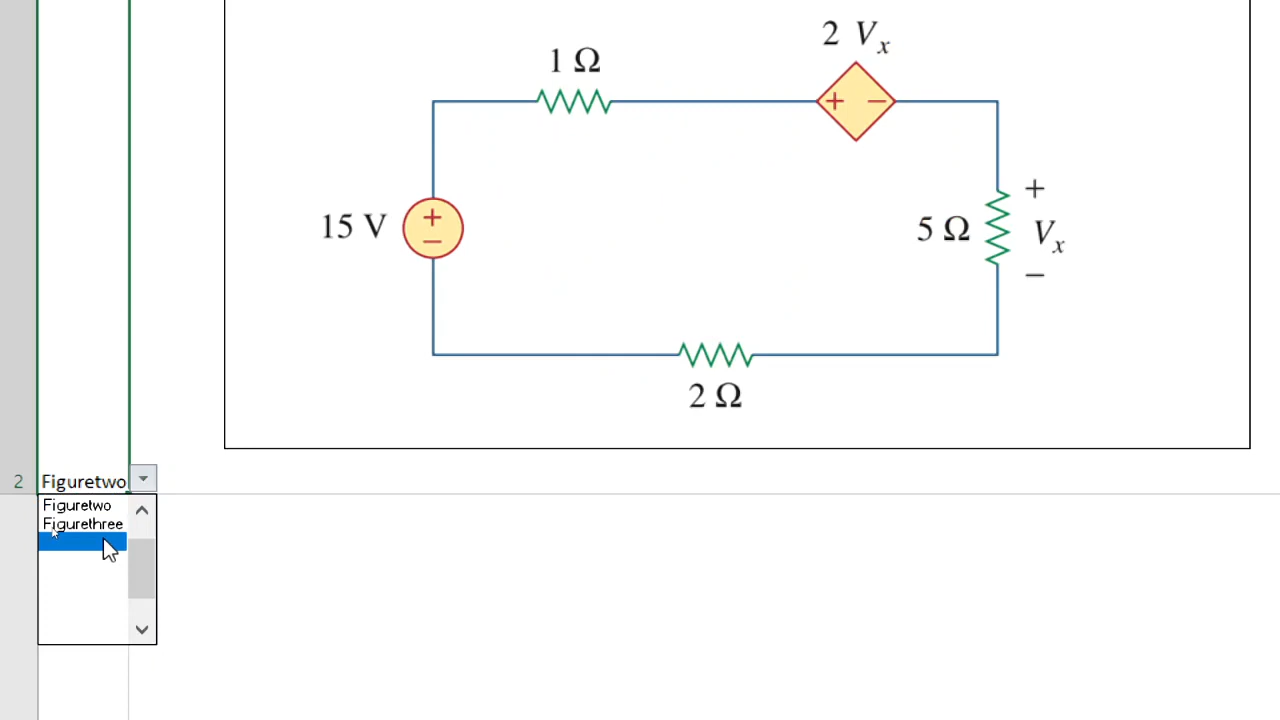 2 Vx
1 Ω
+ −
+
15 V
+
−
5 Ω
Vx
−
2 Ω
2 Figuretwo
Figuretwo
Figurethree